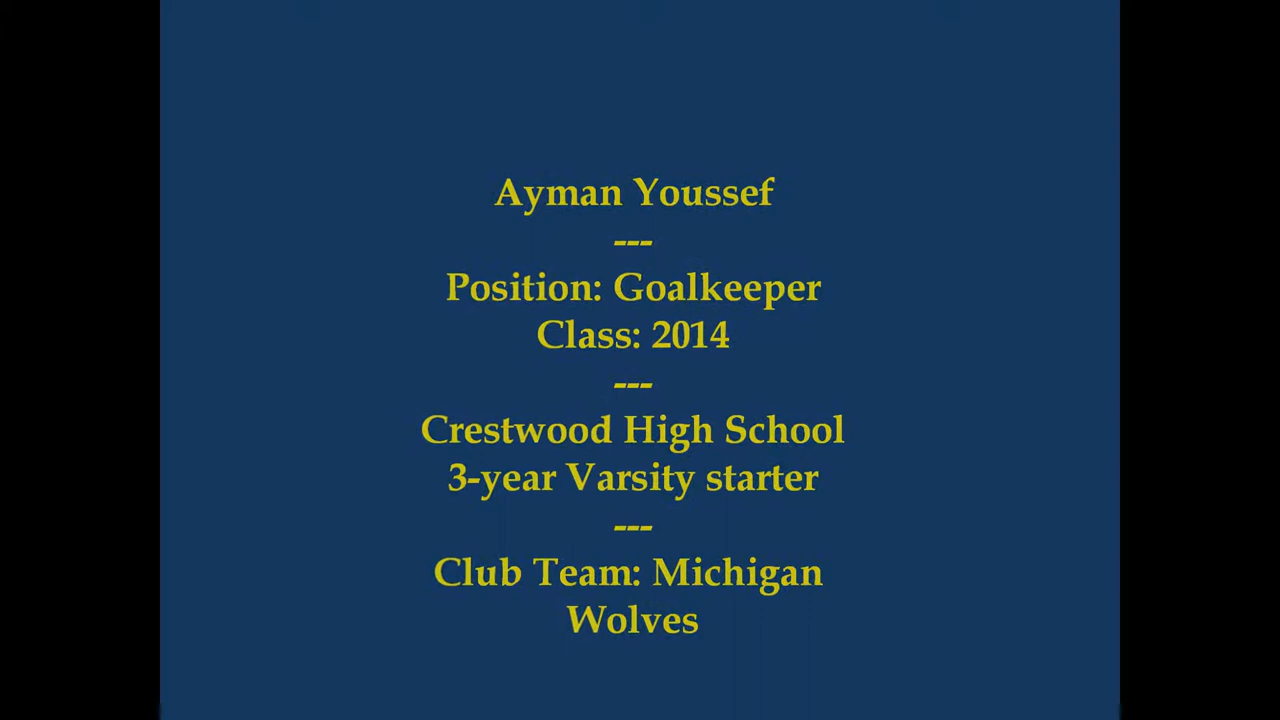 Ayman Youssef
---
Position: Goalkeeper
Class: 2014
---
Crestwood High School
3-year Varsity starter
---
Club Team: Michigan
Wolves